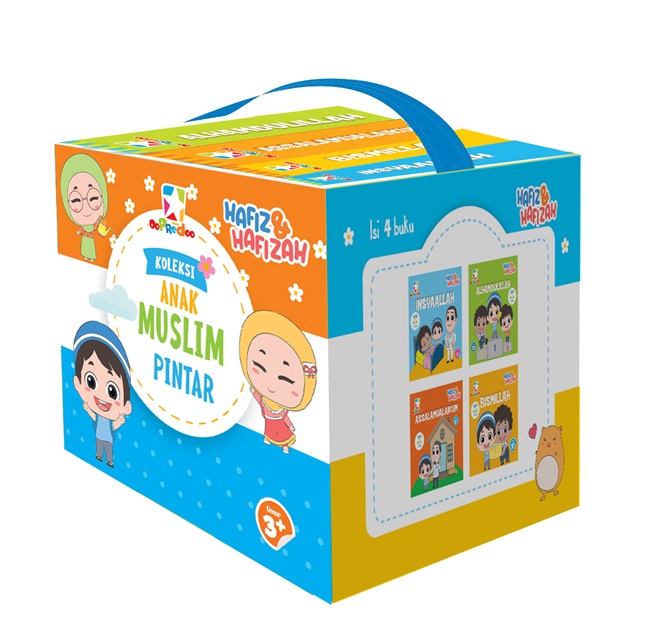 ALHAMDULILLAH
ASSALAMUALAIKUM
BISMILLAH
INSYAALLAH
OOPREDOO
HAFIZ &
HAFIZAH
KOLEKSI
ANAK
MUSLIM
PINTAR
Umur
3+
Isi 4 buku
HAFIZ &
HAFIZAH
INSYAALLAH
ALHAMDULILLAH
ASSALAMUALAIKUM
BISMILLAH